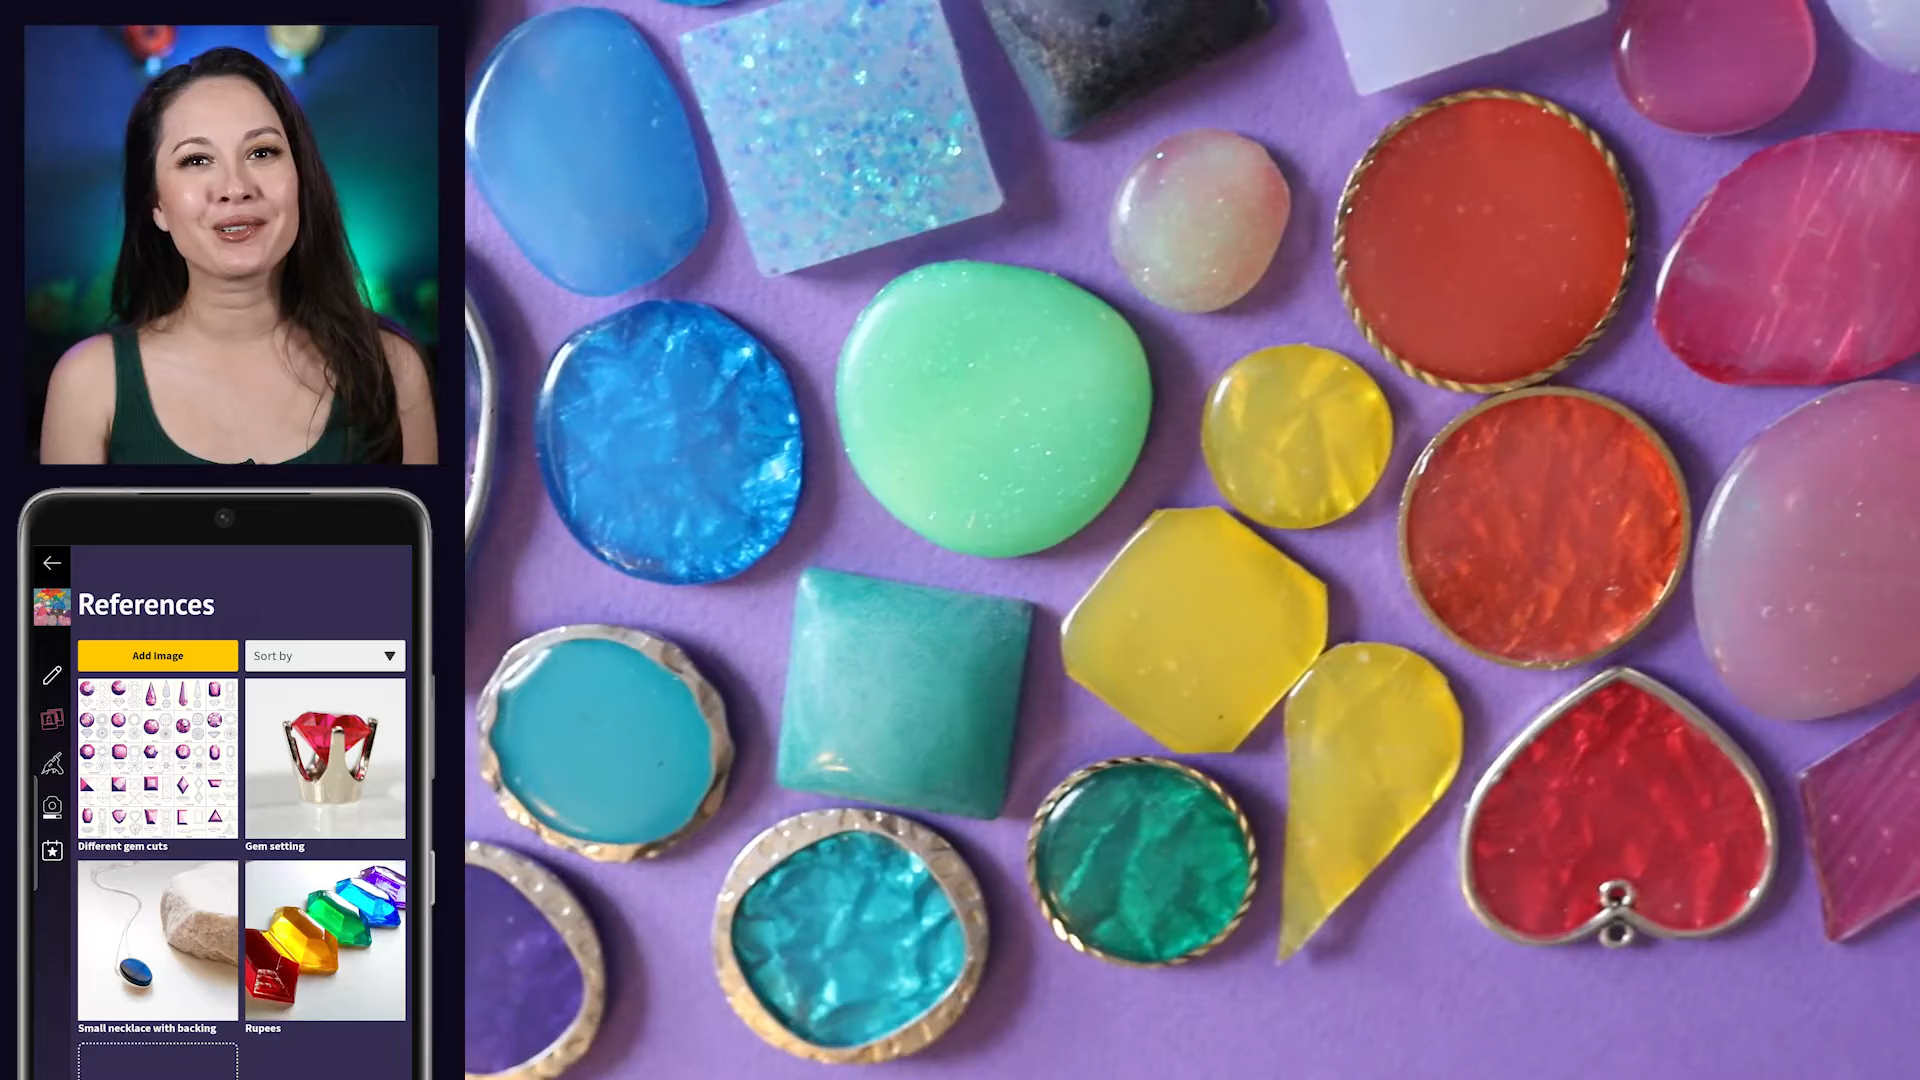 References
Add Image
Sort by
Different gem cuts
Gem setting
Small necklace with backing
Rupees